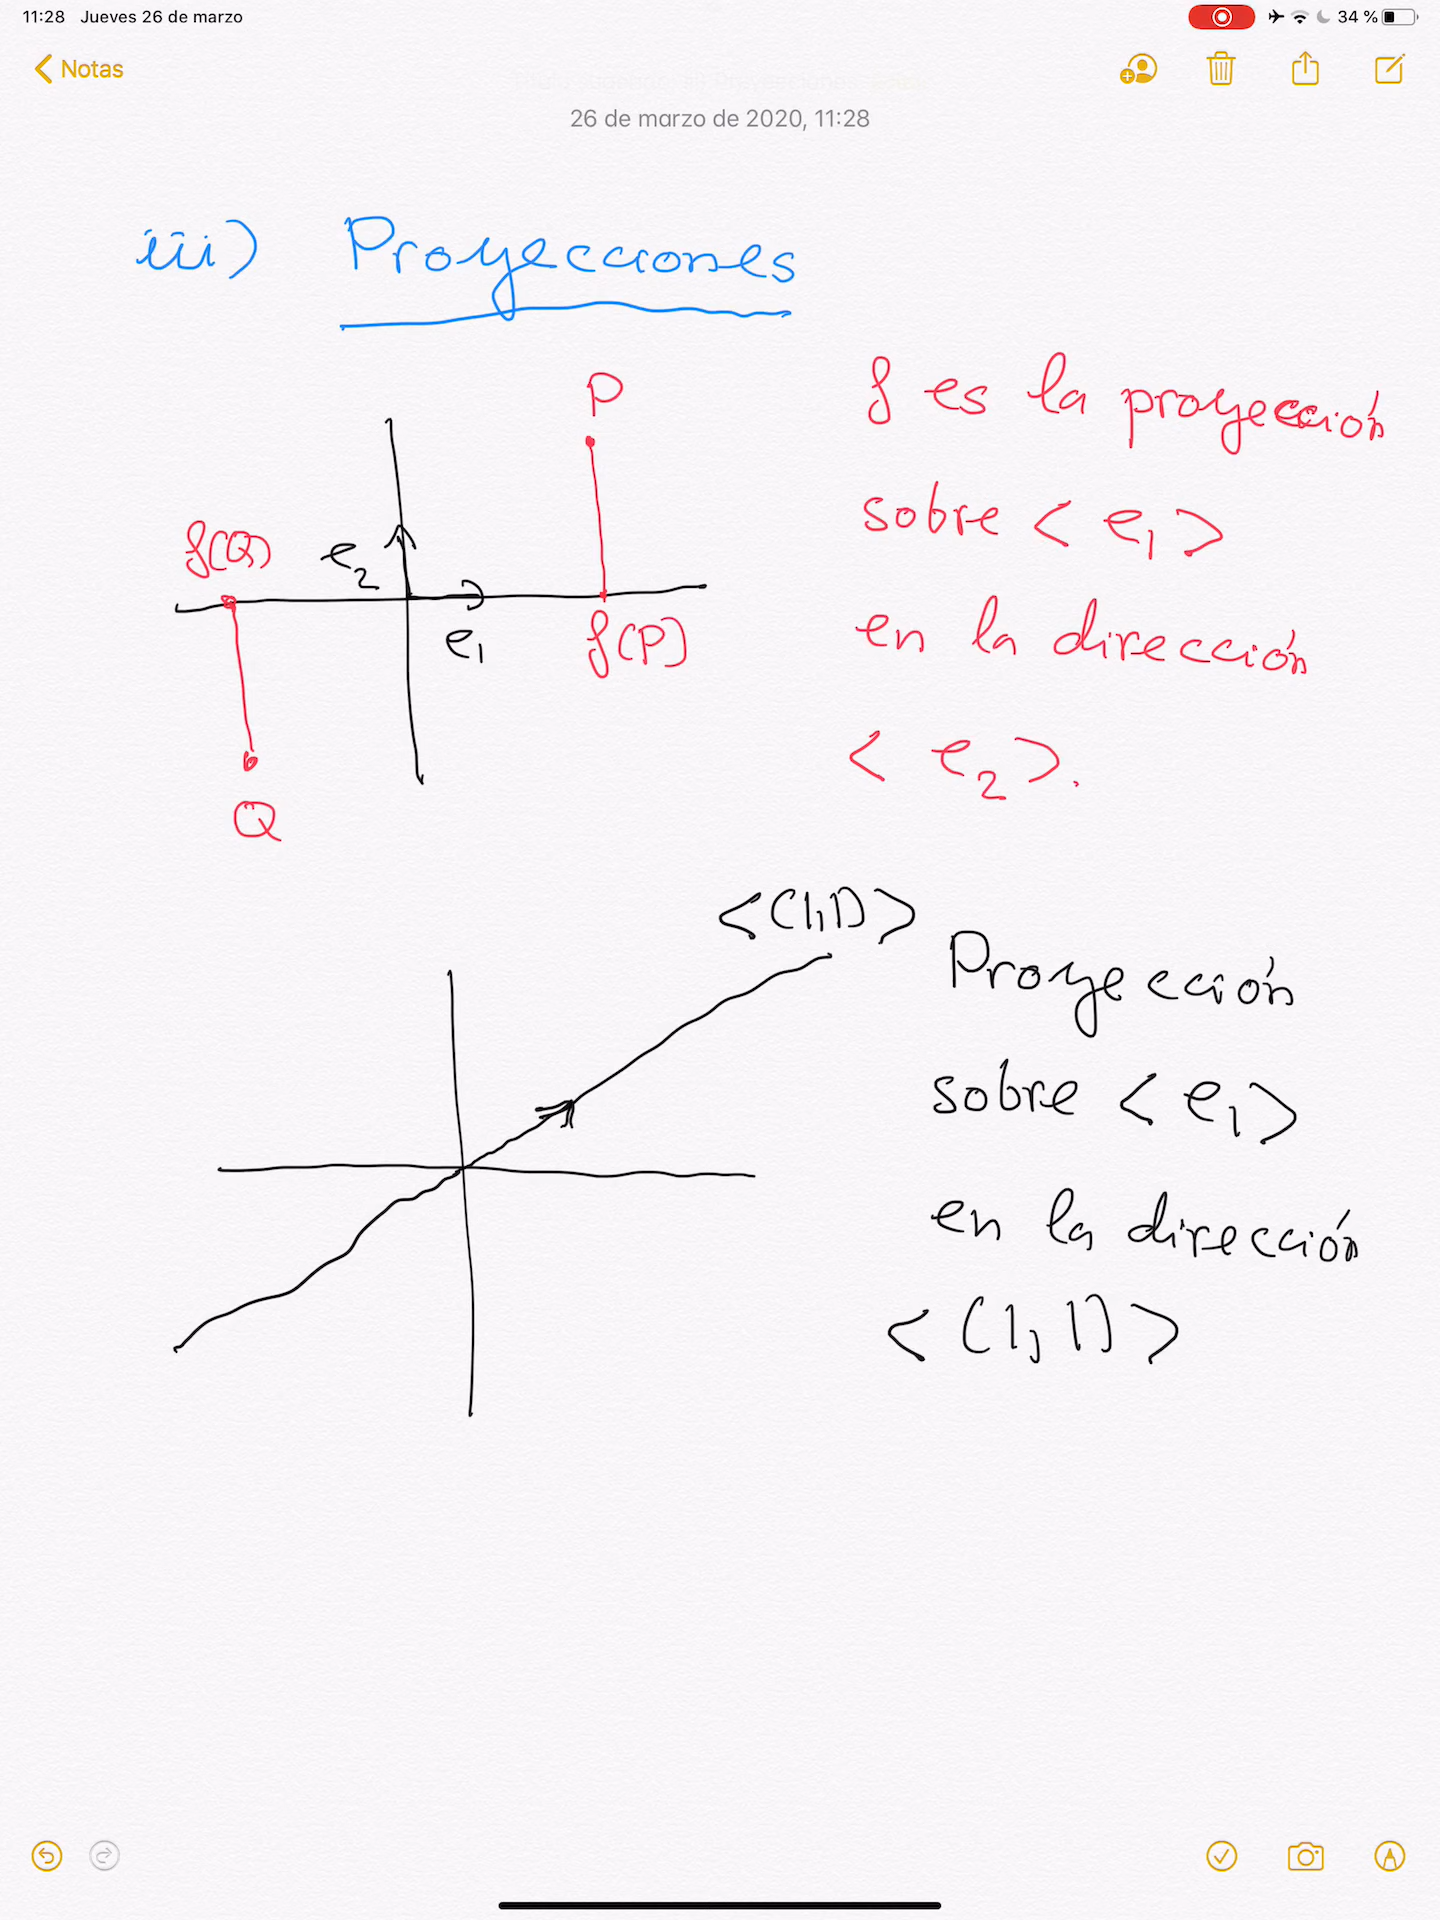 11:28 Jueves 26 de marzo 34 %
Notas
26 de marzo de 2020, 11:28
iii) Proyecciones
P
f es la proyección
sobre < e₁ >
f(Q) e₂
e₁ f(P)
en la dirección
< e₂ >.
Q
<(1,1)>
Proyección
sobre < e₁ >
en la dirección
< (1, 1) >